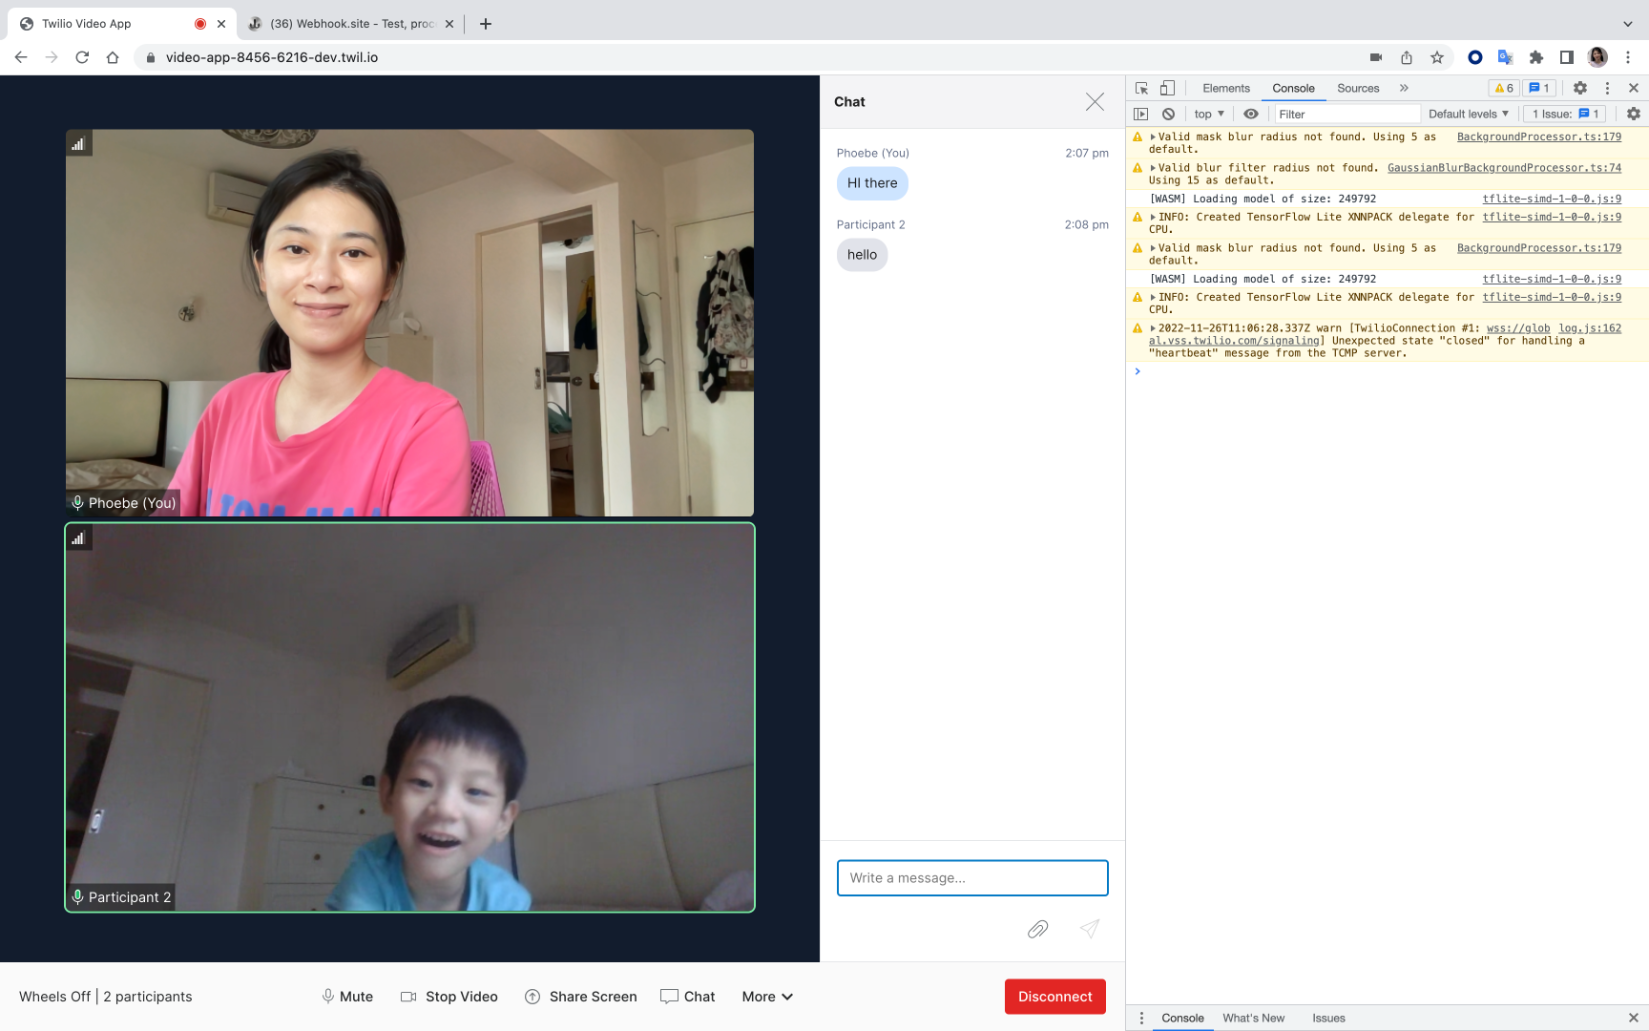 Twilio Video App
(36) Webhook.site - Test, proc
video-app-8456-6216-dev.twil.io
Phoebe (You)
Participant 2
Chat
Phoebe (You) 2:07 pm
HI there
Participant 2 2:08 pm
hello
Write a message...
Wheels Off | 2 participants
Mute
Stop Video
Share Screen
Chat
More
Disconnect
Elements Console Sources » 6 1
top Filter Default levels 1 Issue: 1
Valid mask blur radius not found. Using 5 as BackgroundProcessor.ts:179
default.
Valid blur filter radius not found. GaussianBlurBackgroundProcessor.ts:74
Using 15 as default.
[WASM] Loading model of size: 249792 tflite-simd-1-0-0.js:9
INFO: Created TensorFlow Lite XNNPACK delegate for tflite-simd-1-0-0.js:9
CPU.
Valid mask blur radius not found. Using 5 as BackgroundProcessor.ts:179
default.
[WASM] Loading model of size: 249792 tflite-simd-1-0-0.js:9
INFO: Created TensorFlow Lite XNNPACK delegate for tflite-simd-1-0-0.js:9
CPU.
2022-11-26T11:06:28.337Z warn [TwilioConnection #1: wss://glob log.js:162
al.vss.twilio.com/signaling] Unexpected state "closed" for handling a
"heartbeat" message from the TCMP server.
Console What's New Issues